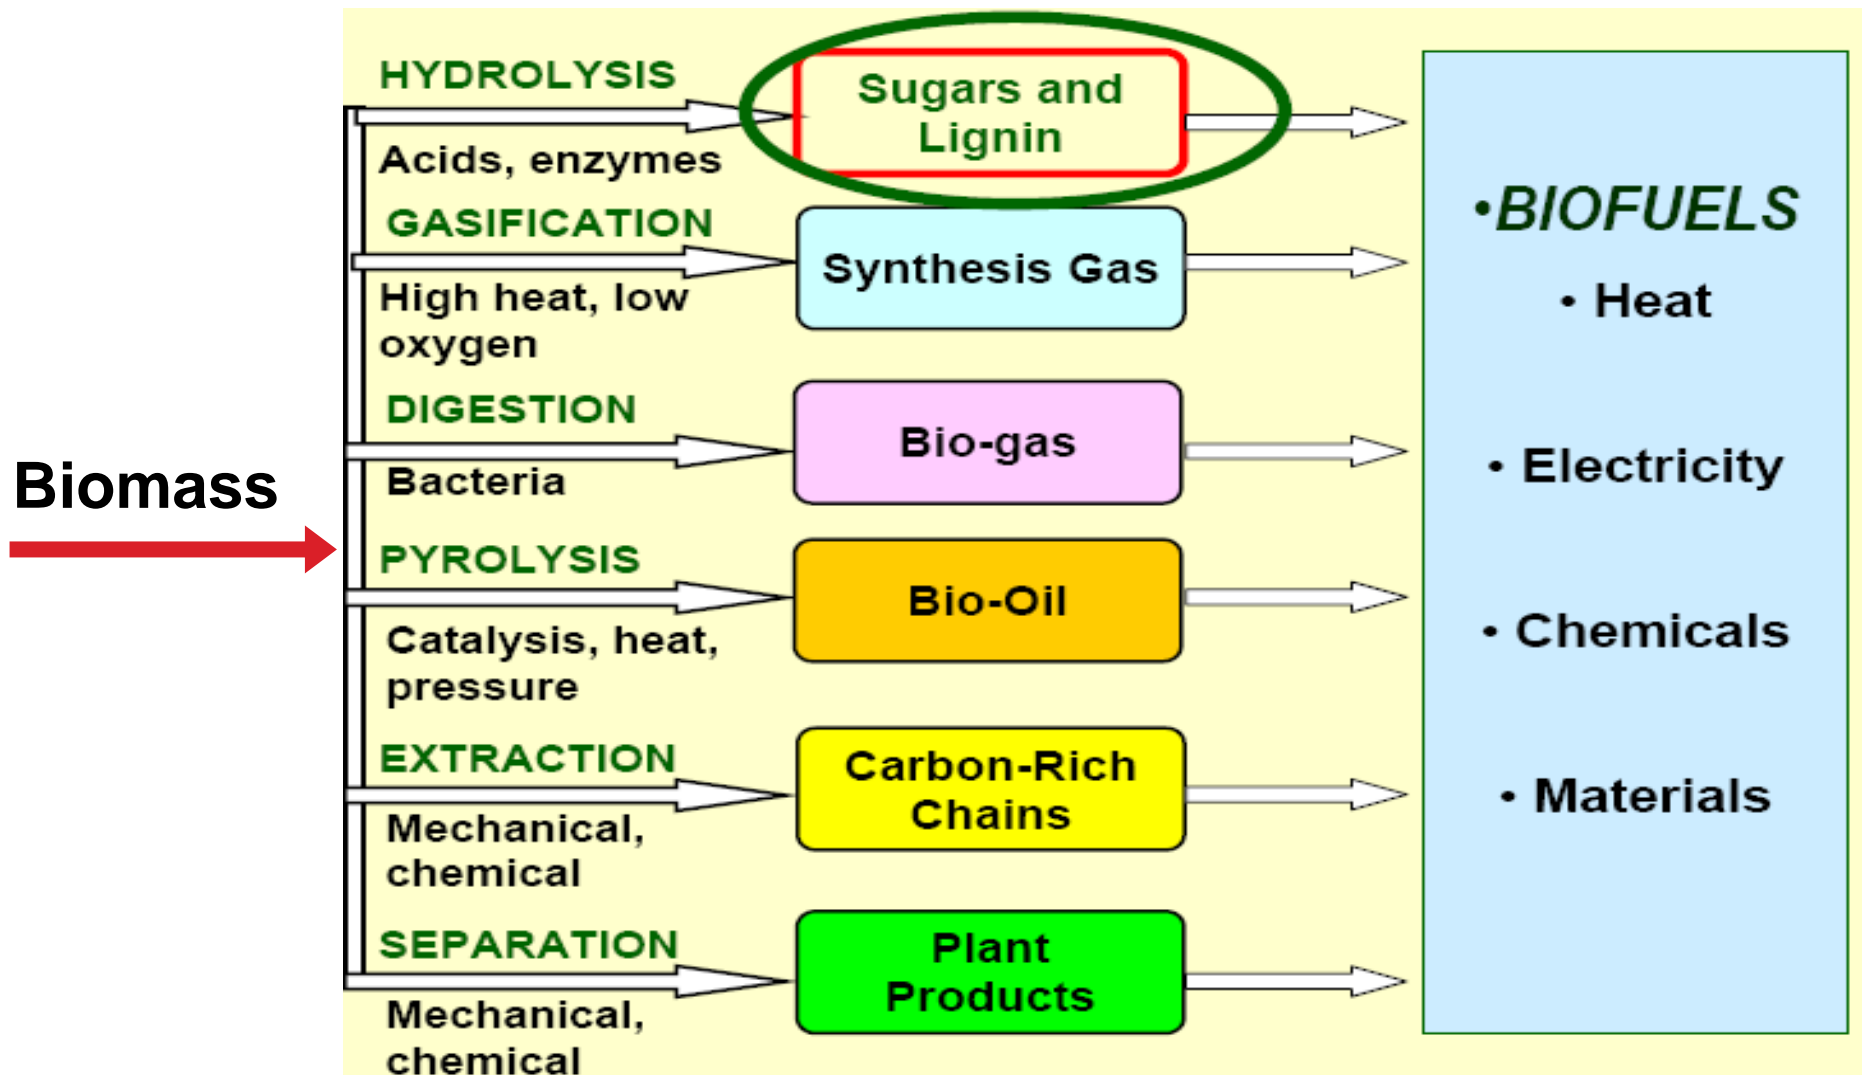 Biomass
HYDROLYSIS
Acids, enzymes
Sugars and
Lignin
GASIFICATION
High heat, low
oxygen
Synthesis Gas
DIGESTION
Bacteria
Bio-gas
PYROLYSIS
Catalysis, heat,
pressure
Bio-Oil
EXTRACTION
Mechanical,
chemical
Carbon-Rich
Chains
SEPARATION
Mechanical,
chemical
Plant
Products
•BIOFUELS
• Heat
• Electricity
• Chemicals
• Materials